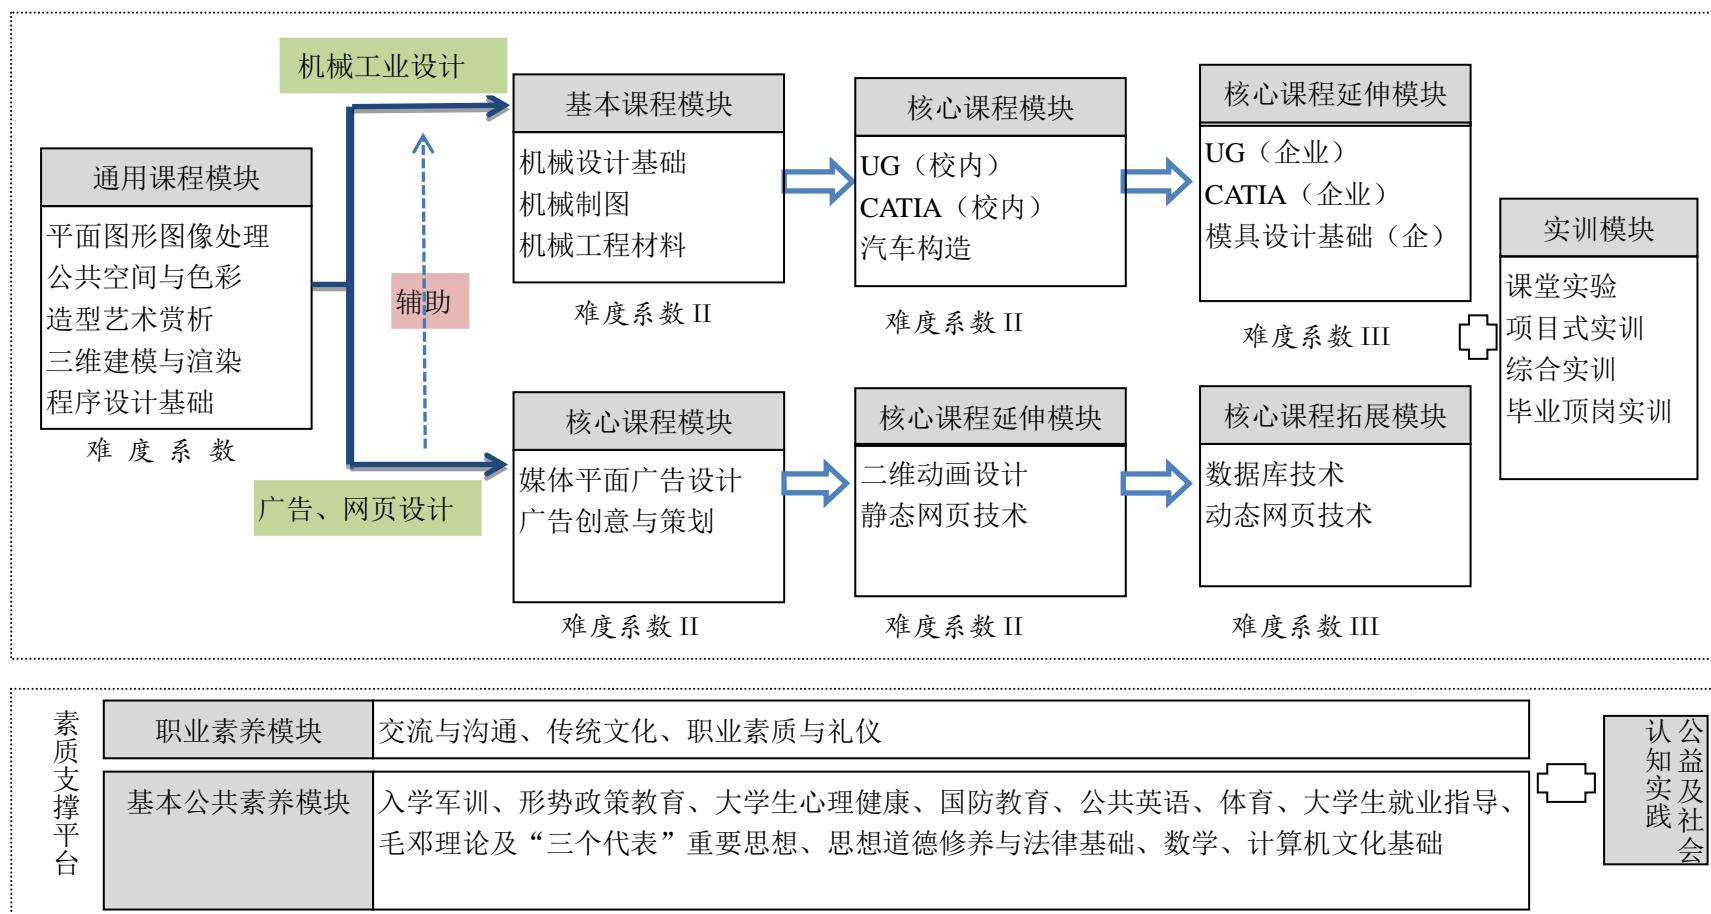 机械工业设计
通用课程模块
平面图形图像处理
公共空间与色彩
造型艺术赏析
三维建模与渲染
程序设计基础
难 度 系 数
辅助
广告、网页设计
基本课程模块
机械设计基础
机械制图
机械工程材料
难度系数 II
核心课程模块
UG（校内）
CATIA（校内）
汽车构造
难度系数 II
核心课程延伸模块
UG（企业）
CATIA（企业）
模具设计基础（企）
难度系数 III
核心课程模块
媒体平面广告设计
广告创意与策划
难度系数 II
核心课程延伸模块
二维动画设计
静态网页技术
难度系数 II
核心课程拓展模块
数据库技术
动态网页技术
难度系数 III
实训模块
课堂实验
项目式实训
综合实训
毕业顶岗实训
素质支撑平台
职业素养模块
交流与沟通、传统文化、职业素质与礼仪
基本公共素养模块
入学军训、形势政策教育、大学生心理健康、国防教育、公共英语、体育、大学生就业指导、
毛邓理论及“三个代表”重要思想、思想道德修养与法律基础、数学、计算机文化基础
公益及社会
认知实践